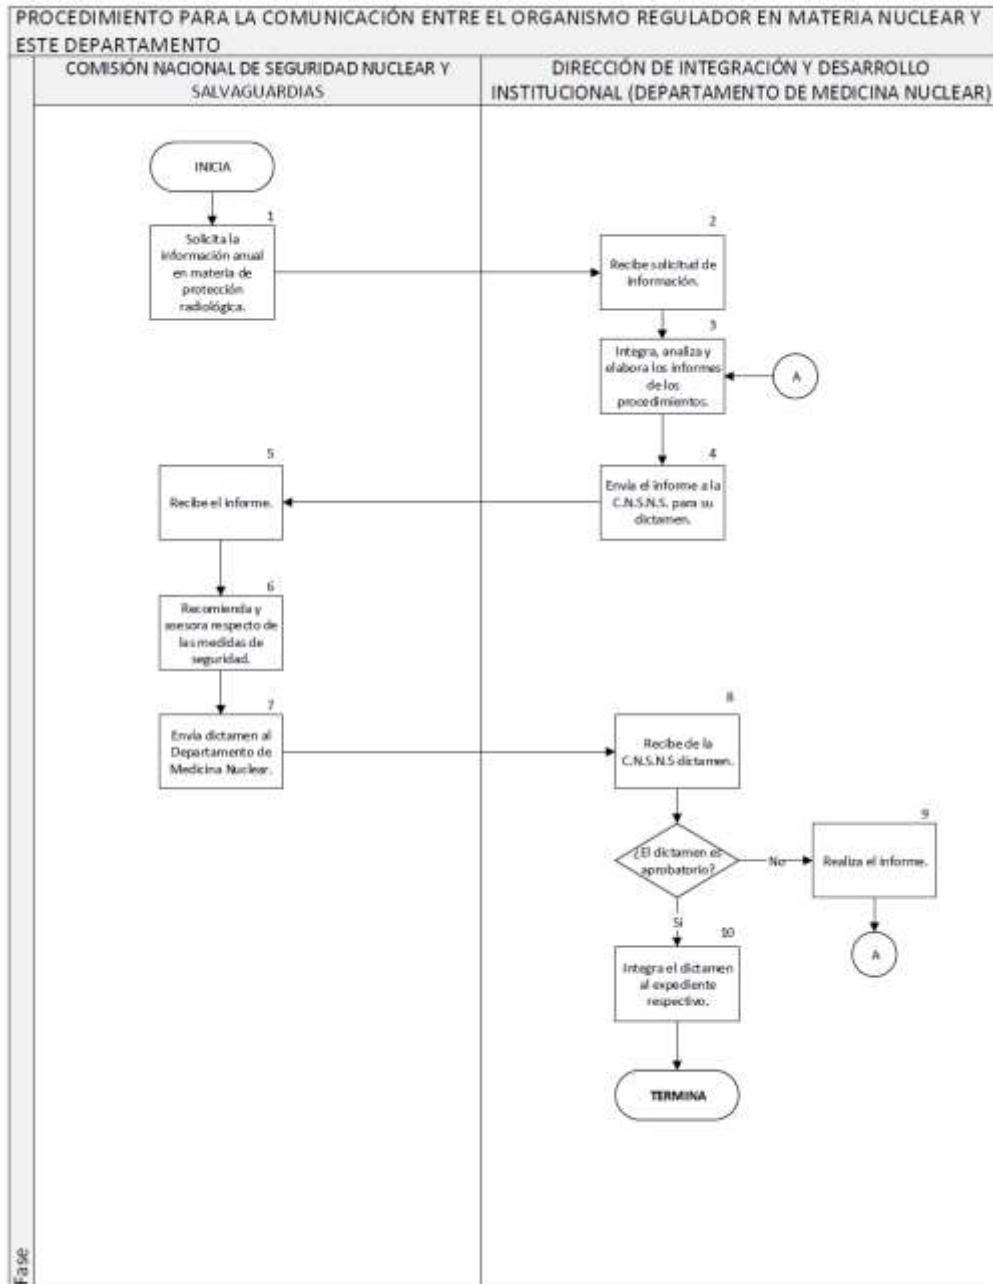 PROCEDIMIENTO PARA LA COMUNICACIÓN ENTRE EL ORGANISMO REGULADOR EN MATERIA NUCLEAR Y
ESTE DEPARTAMENTO
COMISIÓN NACIONAL DE SEGURIDAD NUCLEAR Y
SALVAGUARDIAS
DIRECCIÓN DE INTEGRACIÓN Y DESARROLLO
INSTITUCIONAL (DEPARTAMENTO DE MEDICINA NUCLEAR)
INICIA
1
Solicita la
información anual
en materia de
protección
radiológica.
2
Recibe solicitud de
información.
3
Integra, analiza y
elabora los informes
de los
procedimientos.
A
4
Envía el informe a la
C.N.S.N.S. para su
dictamen.
5
Recibe el informe.
6
Recomienda y
asesora respecto de
las medidas de
seguridad.
7
Envía dictamen al
Departamento de
Medicina Nuclear.
8
Recibe de la
C.N.S.N.S dictamen.
¿El dictamen es
aprobatorio?
No
9
Realiza el informe.
A
Si
10
Integra el dictamen
al expediente
respectivo.
TERMINA
Fase